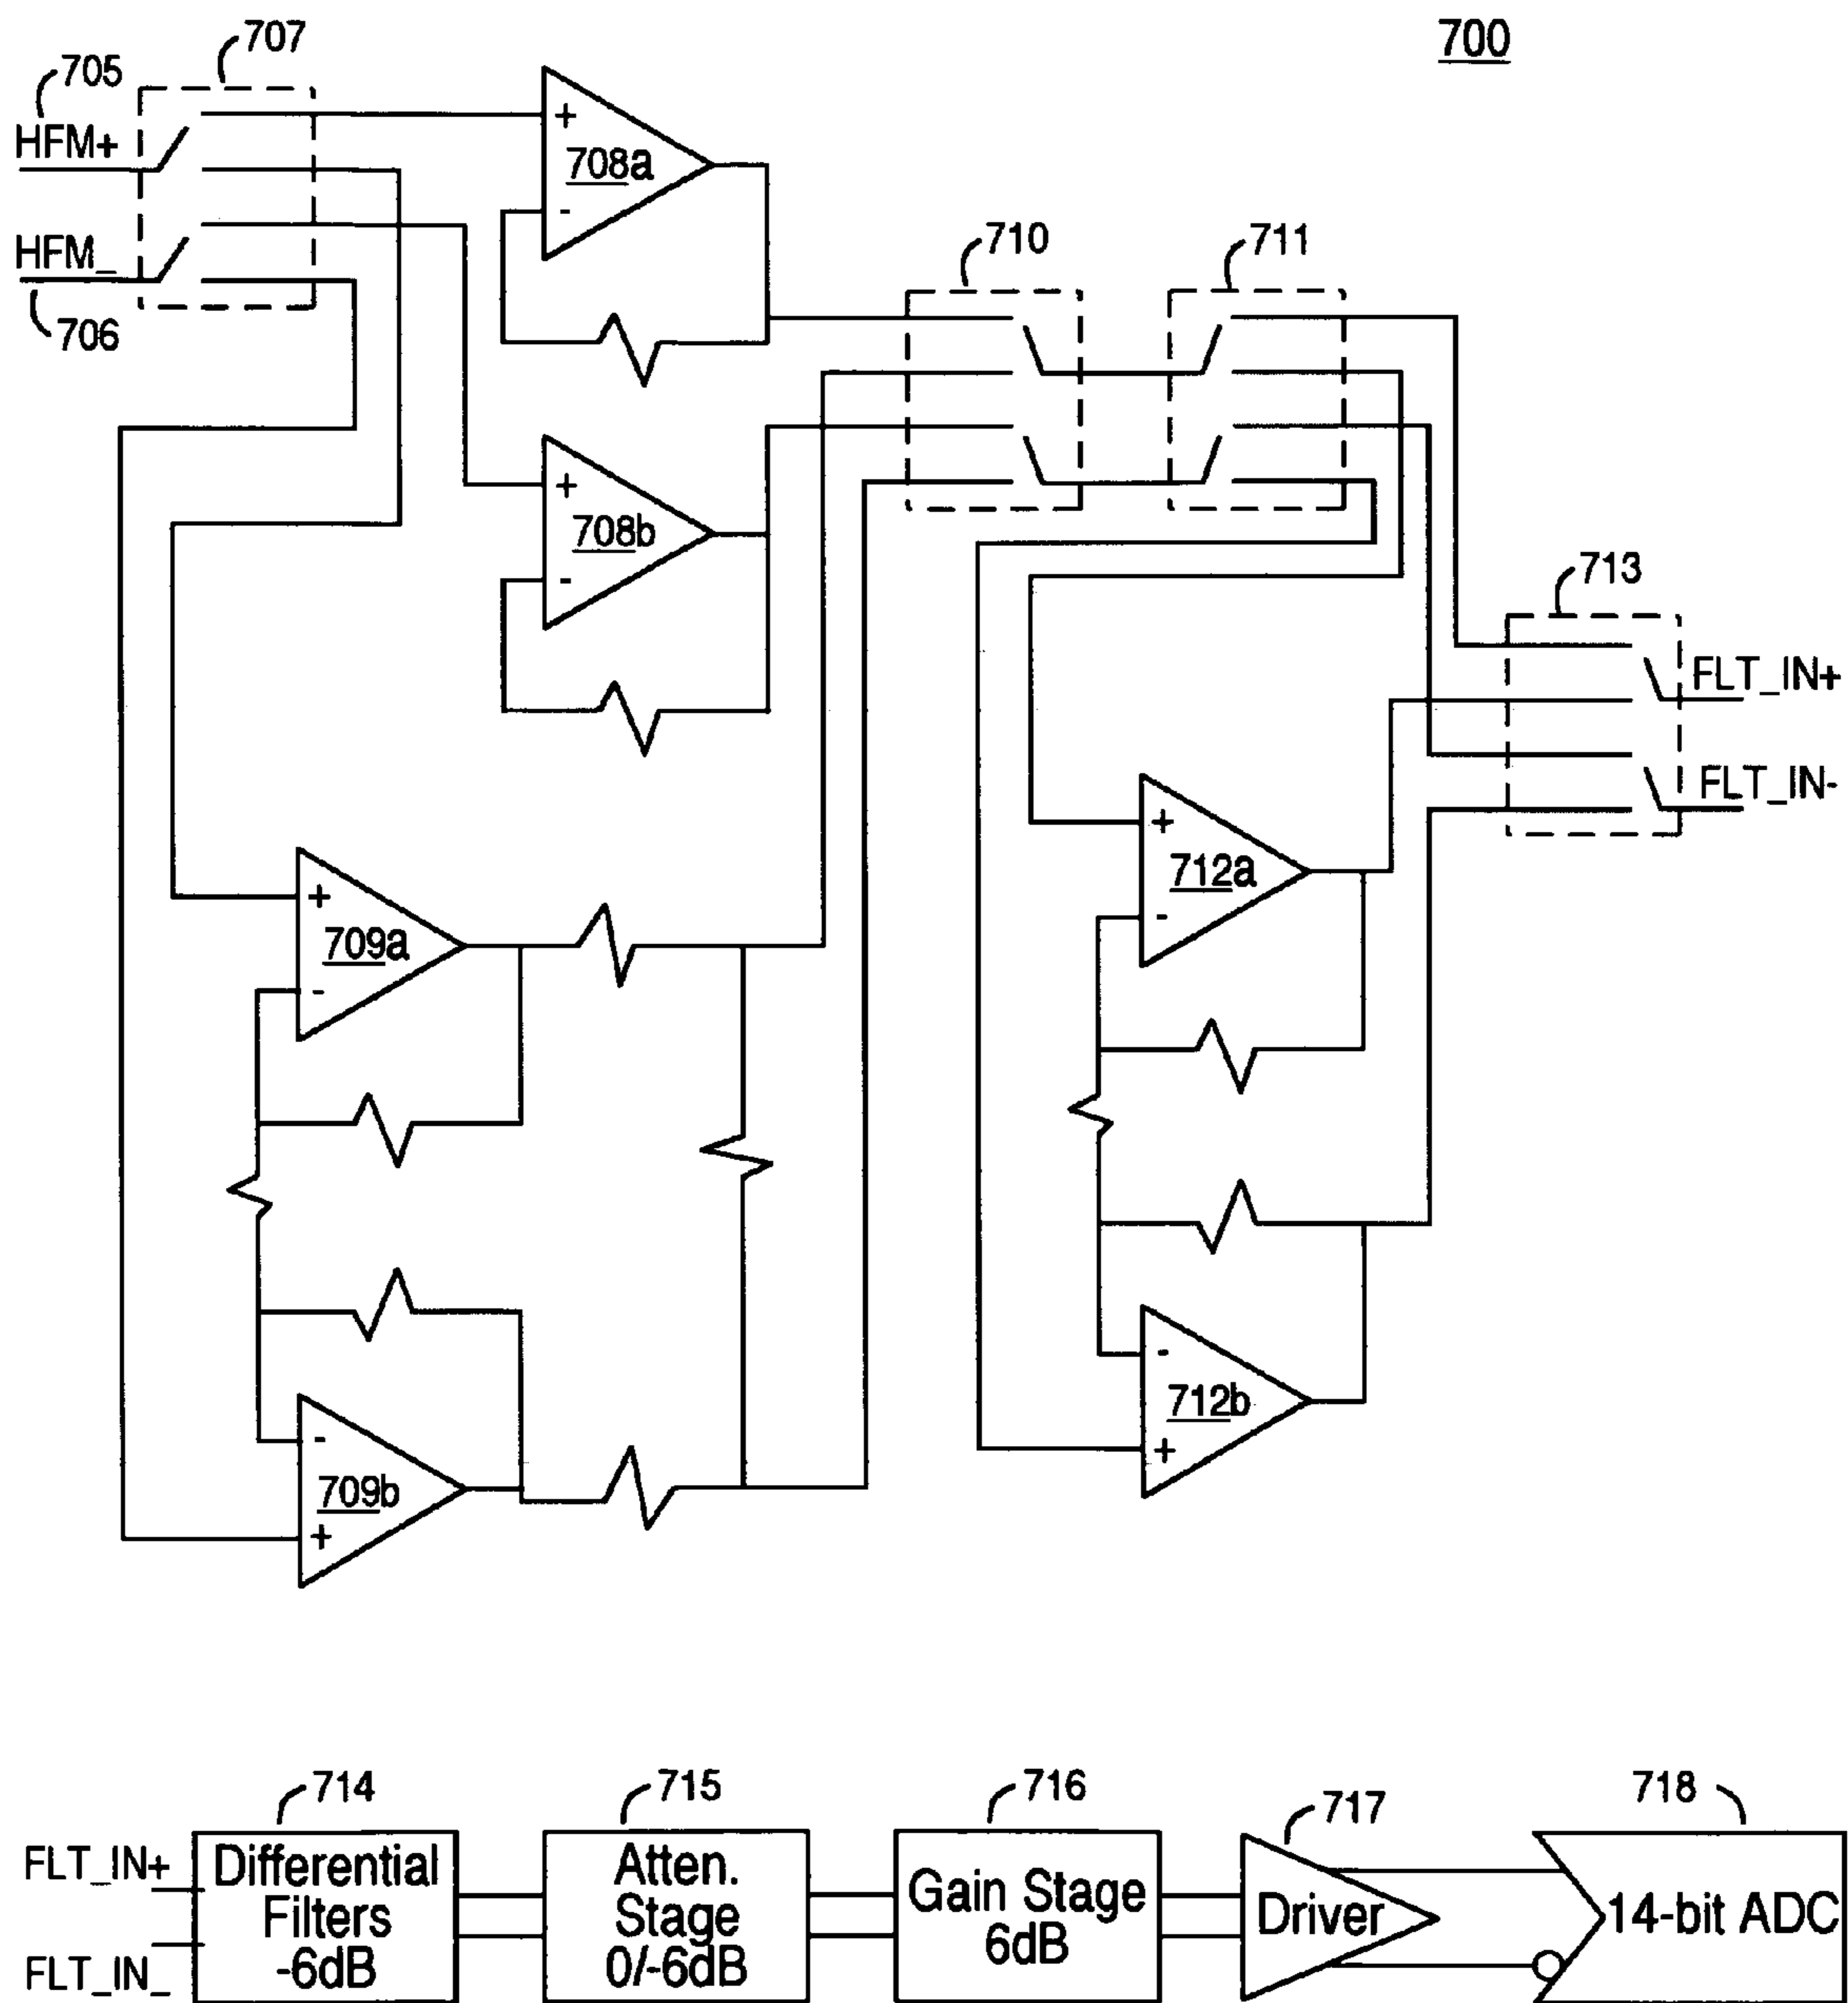 700
707
705
HFM+
+
708a
-
HFM_
706
710
711
+
708b
-
713
FLT_IN+
FLT_IN-
+
712a
-
+
709a
-
-
712b
+
-
709b
+
714
715
716
717
718
FLT_IN+
FLT_IN_
Differential
Filters
-6dB
Atten.
Stage
0/-6dB
Gain Stage
6dB
Driver
14-bit ADC